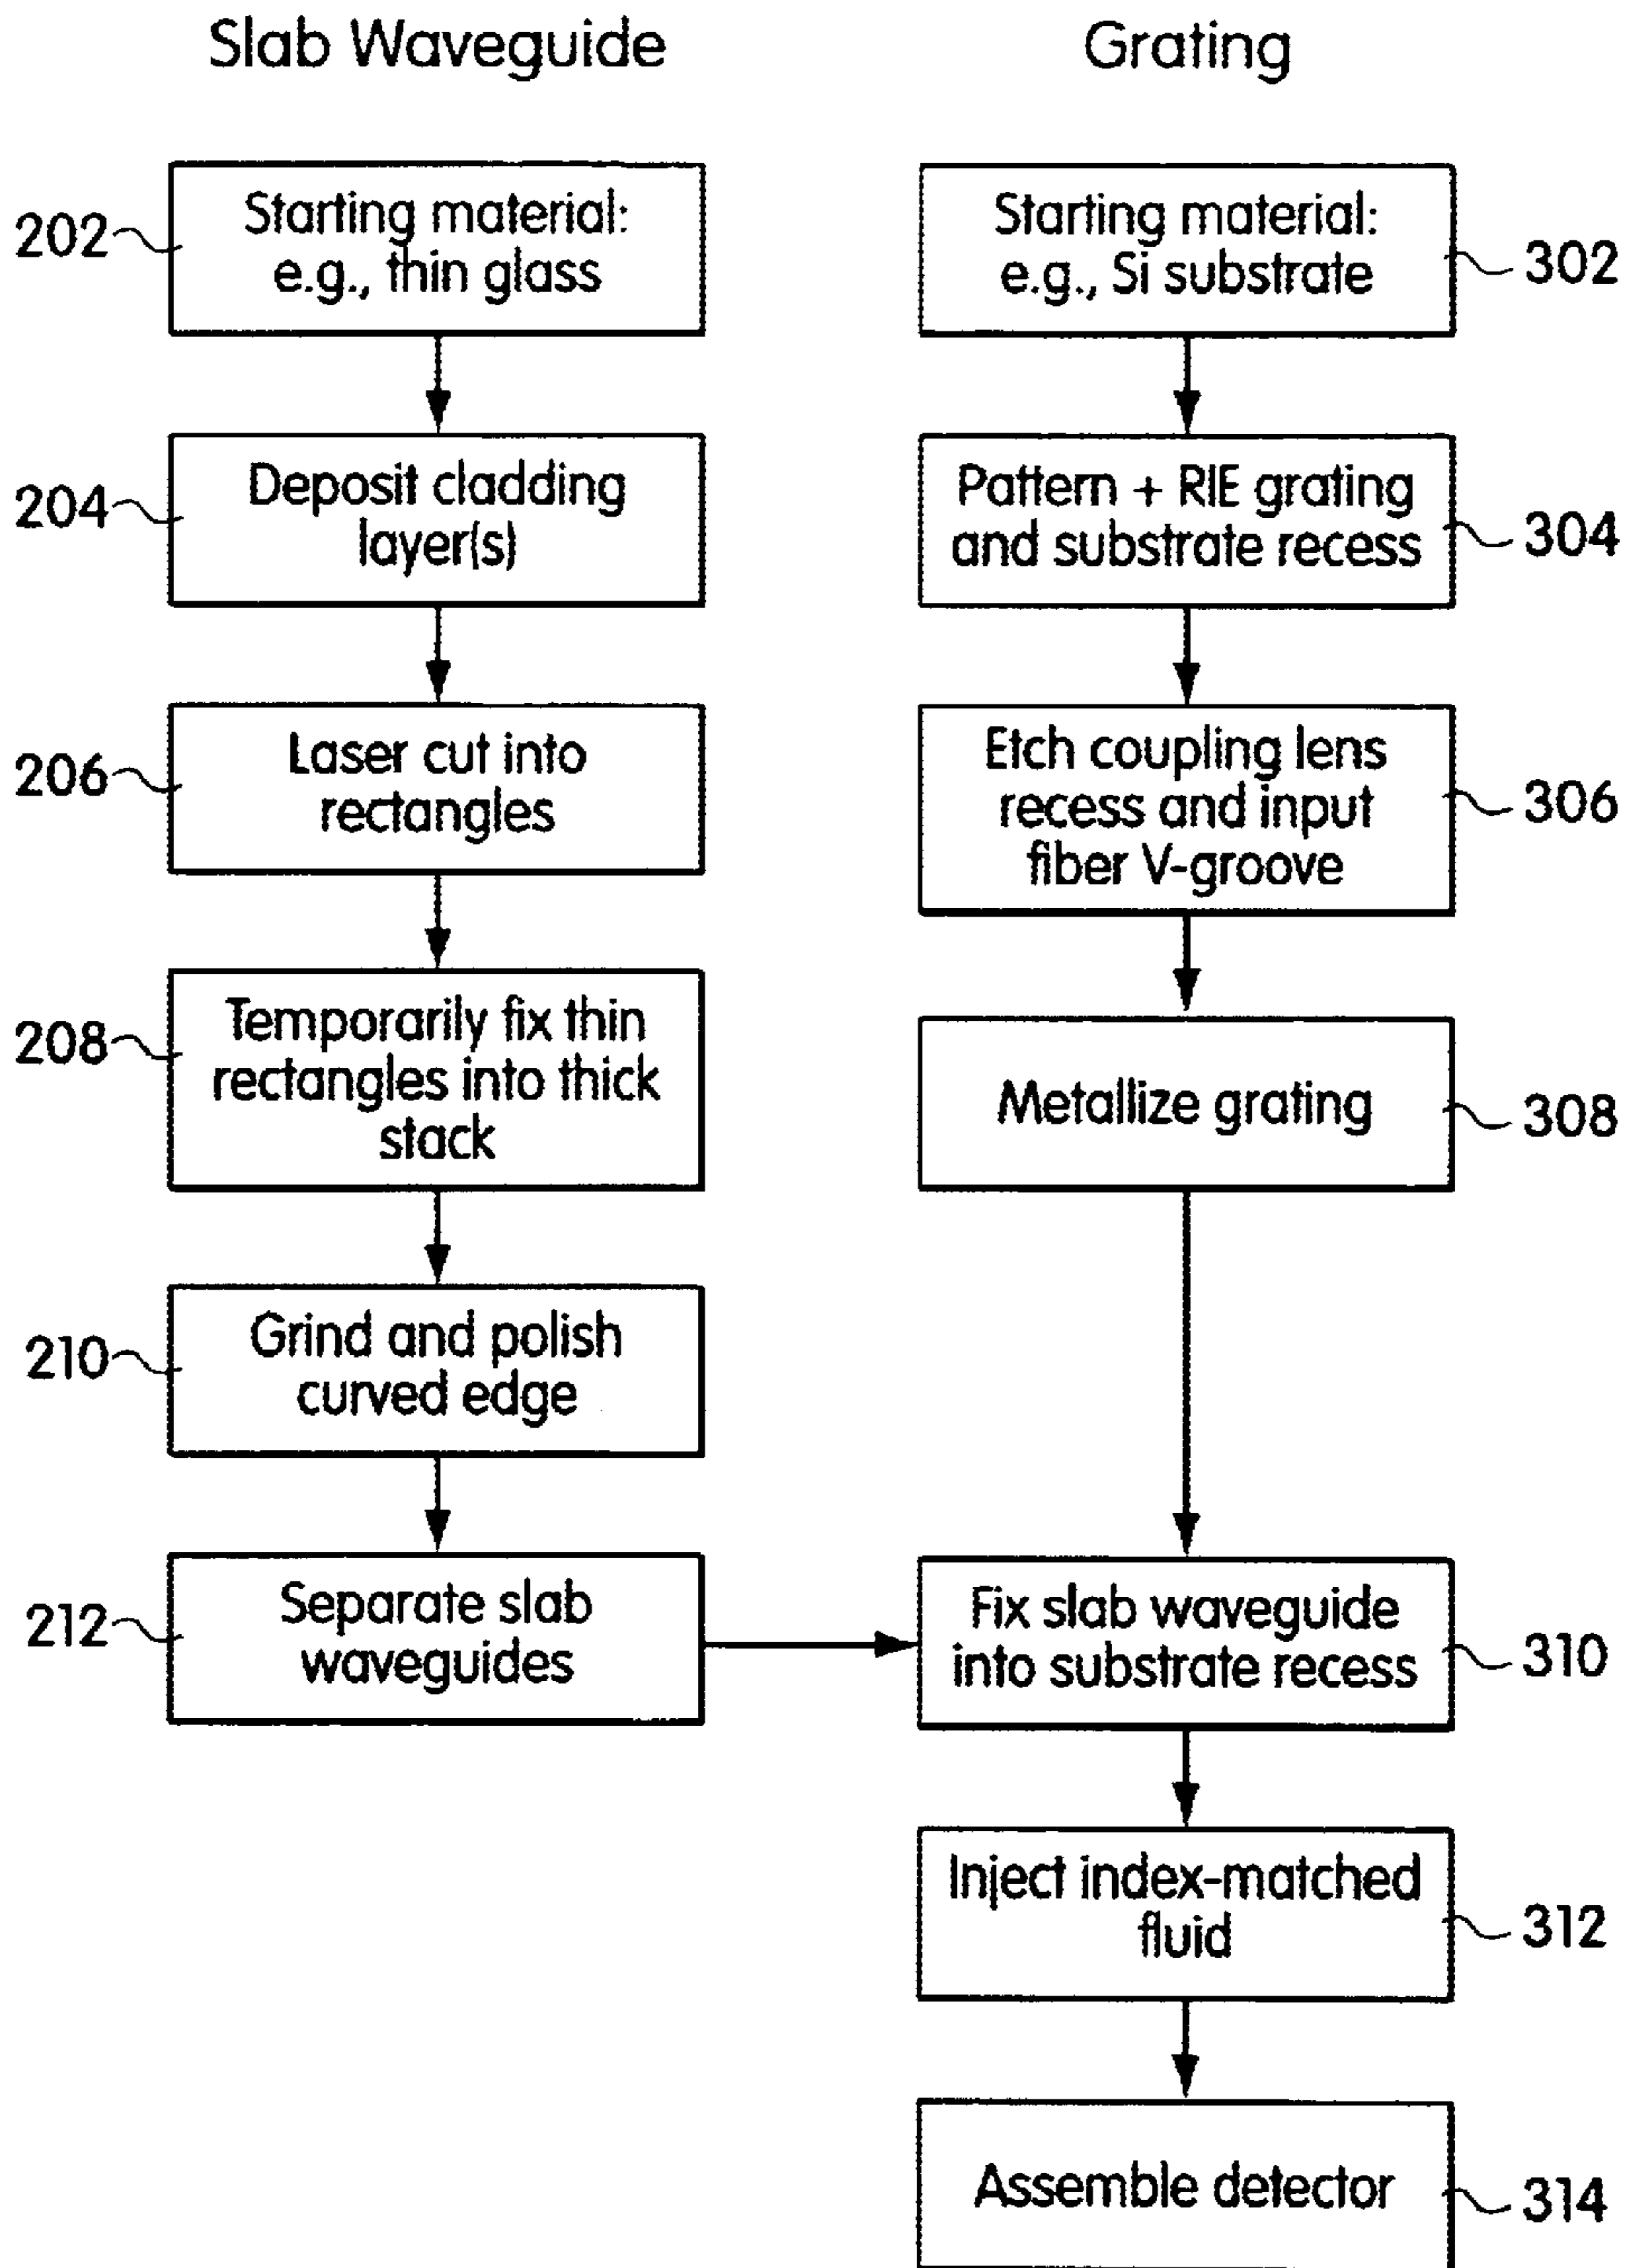 Slab Waveguide
202
Starting material:
e.g., thin glass
204
Deposit cladding
layer(s)
206
Laser cut into
rectangles
208
Temporarily fix thin
rectangles into thick
stack
210
Grind and polish
curved edge
212
Separate slab
waveguides
Grating
Starting material:
e.g., Si substrate
302
Pattern + RIE grating
and substrate recess
304
Etch coupling lens
recess and input
fiber V-groove
306
Metallize grating
308
Fix slab waveguide
into substrate recess
310
Inject index-matched
fluid
312
Assemble detector
314